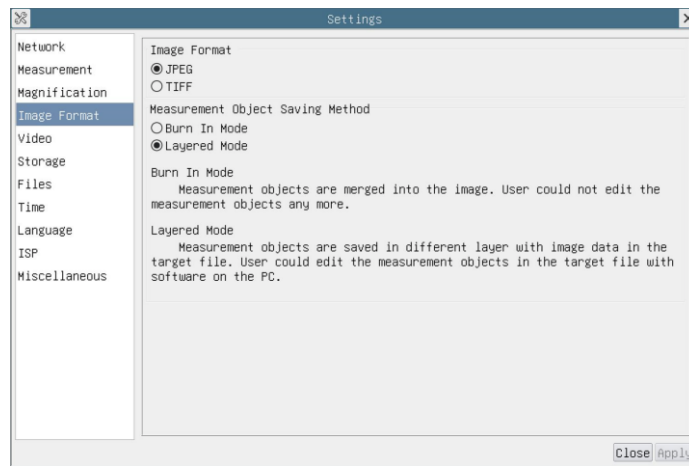 Settings
Network
Measurement
Magnification
Image Format
Video
Storage
Files
Time
Language
ISP
Miscellaneous
Image Format
JPEG
TIFF
Measurement Object Saving Method
Burn In Mode
Layered Mode
Burn In Mode
Measurement objects are merged into the image. User could not edit the
measurement objects any more.
Layered Mode
Measurement objects are saved in different layer with image data in the
target file. User could edit the measurement objects in the target file with
software on the PC.
Close Apply